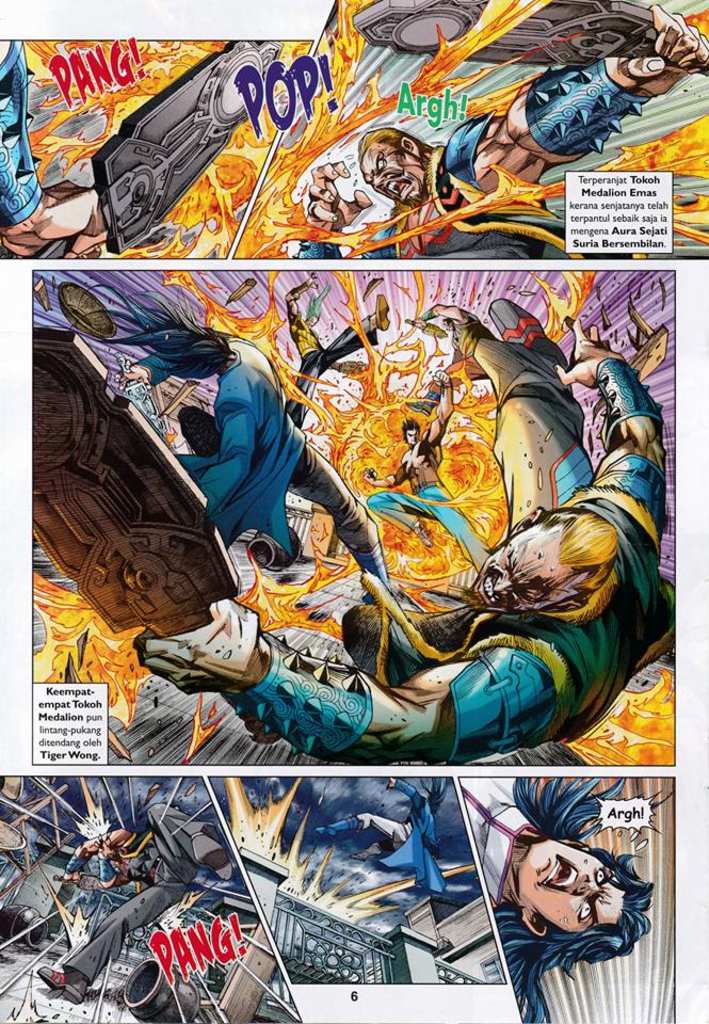 PANG!
POP!
Argh!
Terperanjat Tokoh
Medalion Emas
kerana senjatanya telah
terpantul sebaik saja ia
mengena Aura Sejati
Suria Bersembilan.
Keempat-
empat Tokoh
Medalion pun
lintang-pukang
ditendang oleh
Tiger Wong.
PANG!
Argh!
6